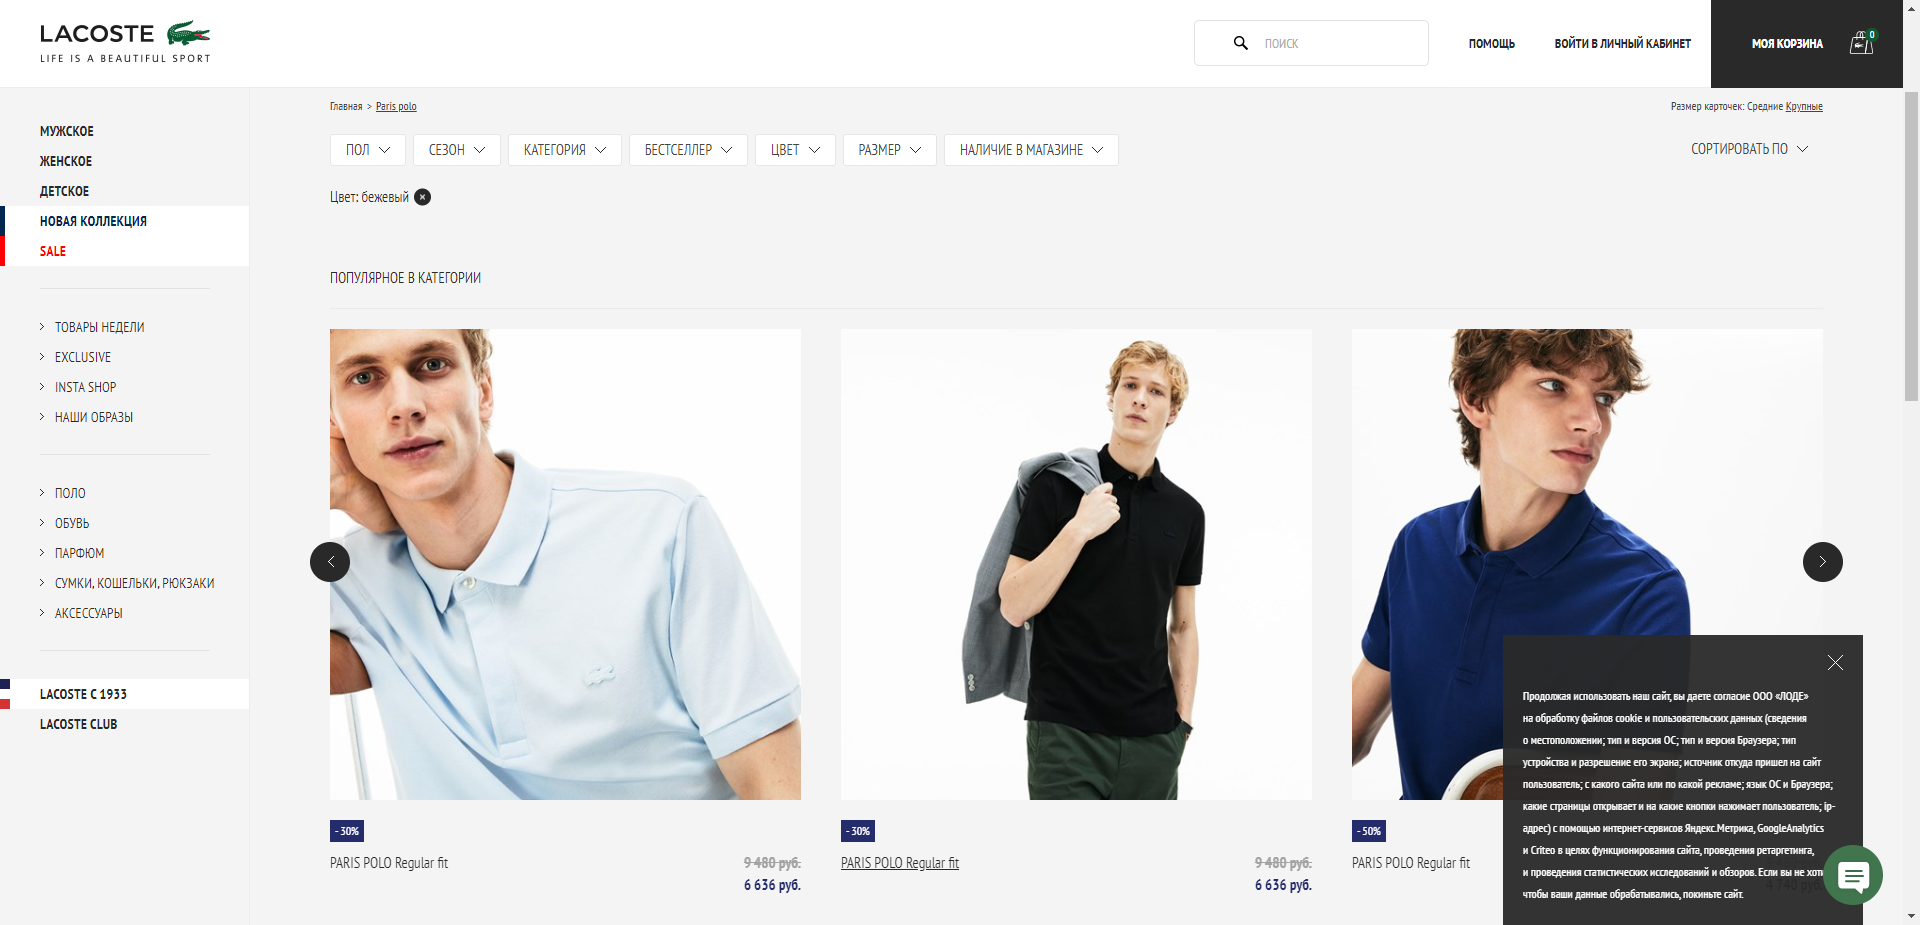 LACOSTE
LIFE IS A BEAUTIFUL SPORT
ПОИСК
ПОМОЩЬ
ВОЙТИ В ЛИЧНЫЙ КАБИНЕТ
МОЯ КОРЗИНА
0
МУЖСКОЕ
ЖЕНСКОЕ
ДЕТСКОЕ
НОВАЯ КОЛЛЕКЦИЯ
SALE
ТОВАРЫ НЕДЕЛИ
EXCLUSIVE
INSTA SHOP
НАШИ ОБРАЗЫ
ПОЛО
ОБУВЬ
ПАРФЮМ
СУМКИ, КОШЕЛЬКИ, РЮКЗАКИ
АКСЕССУАРЫ
LACOSTE С 1933
LACOSTE CLUB
Главная > Paris polo
Размер карточек: Средние Крупные
ПОЛ
СЕЗОН
КАТЕГОРИЯ
БЕСТСЕЛЛЕР
ЦВЕТ
РАЗМЕР
НАЛИЧИЕ В МАГАЗИНЕ
СОРТИРОВАТЬ ПО
Цвет: бежевый
ПОПУЛЯРНОЕ В КАТЕГОРИИ
- 30%
PARIS POLO Regular fit
9 480 руб.
6 636 руб.
- 30%
PARIS POLO Regular fit
9 480 руб.
6 636 руб.
- 50%
PARIS POLO Regular fit
4 740 руб.
Продолжая использовать наш сайт, вы даете согласие ООО «ЛОДЕ»
на обработку файлов cookie и пользовательских данных (сведения
о местоположении; тип и версия ОС; тип и версия Браузера; тип
устройства и разрешение его экрана; источник откуда пришел на сайт
пользователь; с какого сайта или по какой рекламе; язык ОС и Браузера;
какие страницы открывает и на какие кнопки нажимает пользователь; ip-
адрес) с помощью интернет-сервисов Яндекс.Метрика, GoogleAnalytics
и Criteo в целях функционирования сайта, проведения ретаргетинга,
и проведения статистических исследований и обзоров. Если вы не хоти
чтобы ваши данные обрабатывались, покиньте сайт.